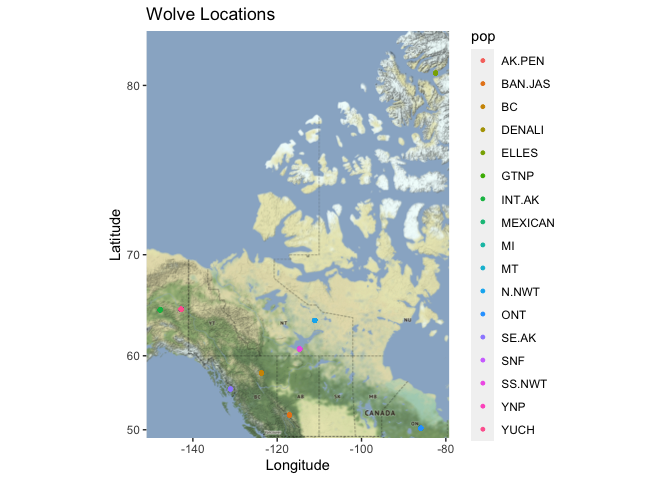 Wolve Locations
pop
AK.PEN
BAN.JAS
BC
DENALI
ELLES
GTNP
INT.AK
MEXICAN
MI
MT
N.NWT
ONT
SE.AK
SNF
SS.NWT
YNP
YUCH
Latitude
80
70
60
50
YT
NT
NU
BC
AB
SK
MB
CANADA
ON
-140
-120
-100
-80
Longitude